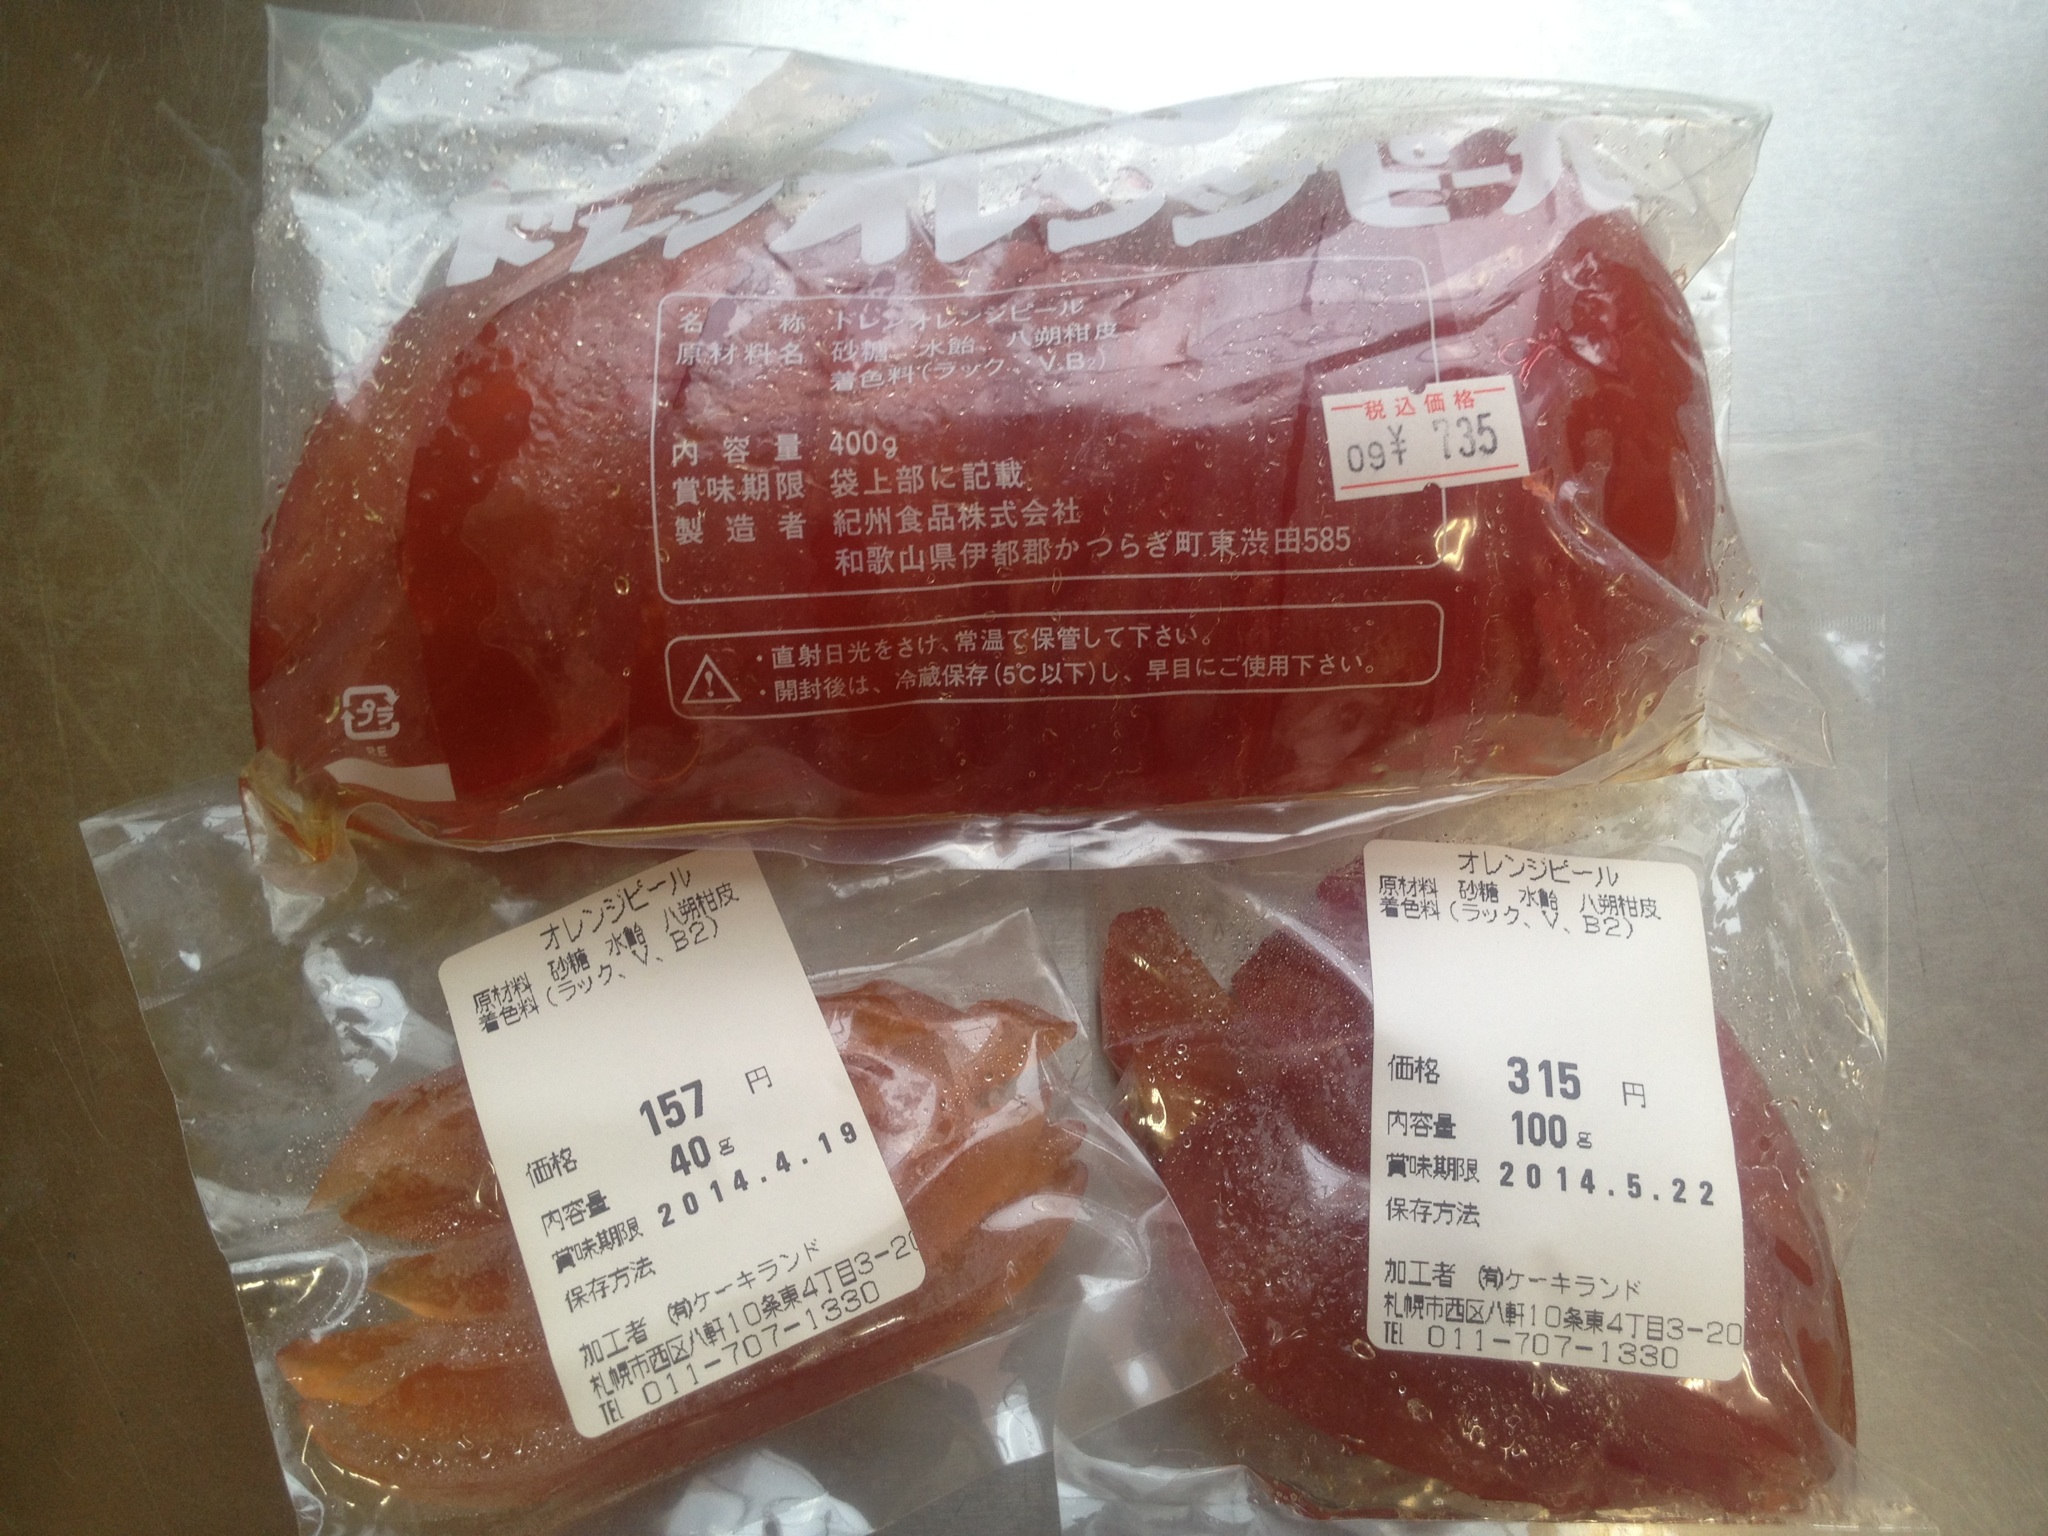 ドレンオレンジピール
名称 ドレンオレンジピール
原材料名 砂糖、水飴、八朔柑皮
着色料(ラック、V.B₂)
税込価格
09¥ 735
内容量 400g
賞味期限 袋上部に記載
製造者 紀州食品株式会社
和歌山県伊都郡かつらぎ町東渋田585
・直射日光をさけ、常温で保管して下さい。
・開封後は、冷蔵保存(5℃以下)し、早目にご使用下さい。
プラ
PE
オレンジピール
原材料 砂糖 水飴 八朔柑皮
着色料(ラック、V、B2)
価格 157円
内容量 40g
賞味期限 2014.4.19
保存方法
加工者 ㈲ケーキランド
札幌市西区八軒10条東4丁目3-20
TEL 011-707-1330
オレンジピール
原材料 砂糖 水飴 八朔柑皮
着色料(ラック、V、B2)
価格 315円
内容量 100g
賞味期限 2014.5.22
保存方法
加工者 ㈲ケーキランド
札幌市西区八軒10条東4丁目3-20
TEL 011-707-1330